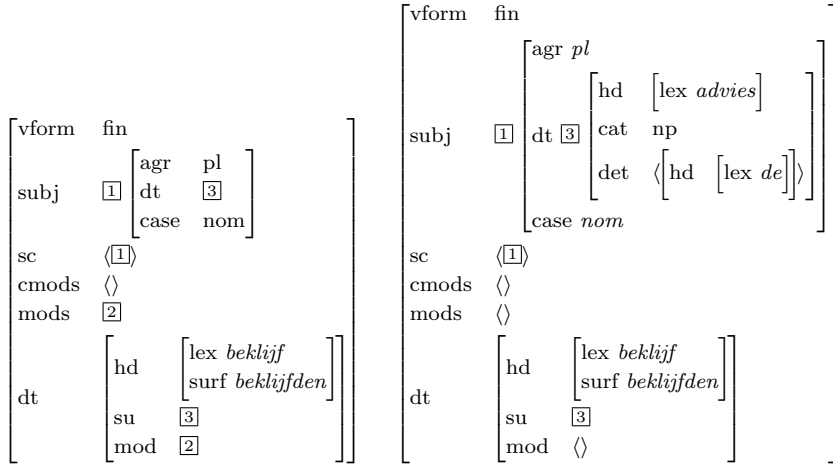 vform fin
subj 1 agr pl
dt 3
case nom
sc ⟨1⟩
cmods ⟨⟩
mods 2
dt hd lex beklijf
surf beklijfden
su 3
mod 2
vform fin
subj 1 agr pl
dt 3 hd [lex advies]
cat np
det ⟨[hd [lex de]]⟩
case nom
sc ⟨1⟩
cmods ⟨⟩
mods ⟨⟩
dt hd lex beklijf
surf beklijfden
su 3
mod ⟨⟩